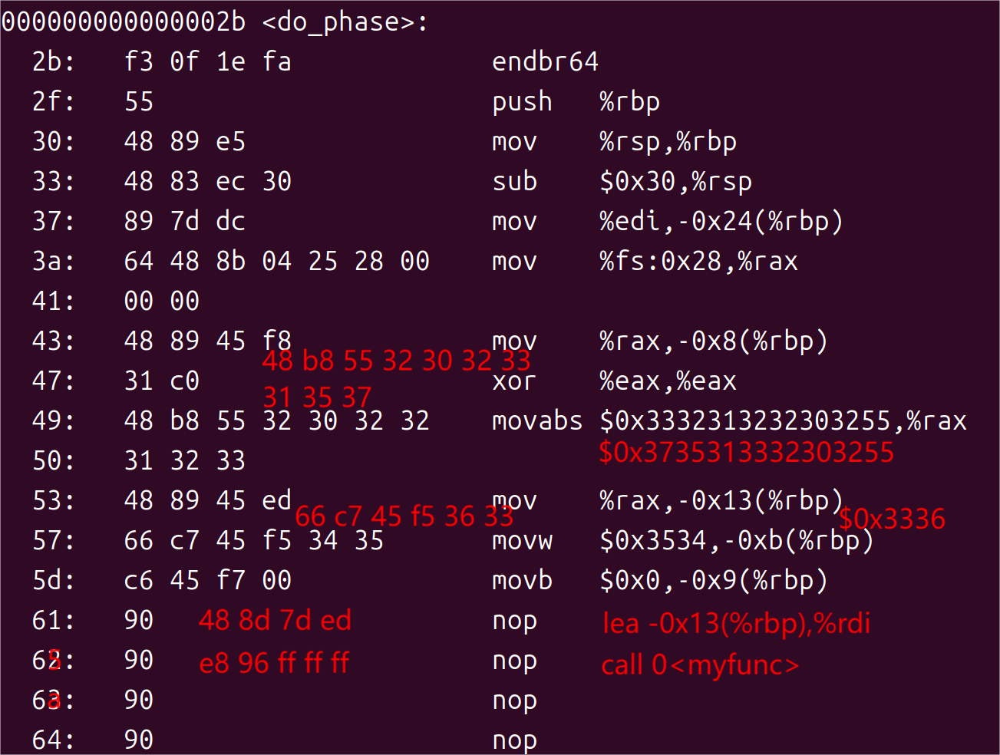 000000000000002b <do_phase>:
2b: f3 0f 1e fa endbr64
2f: 55 push %rbp
30: 48 89 e5 mov %rsp,%rbp
33: 48 83 ec 30 sub $0x30,%rsp
37: 89 7d dc mov %edi,-0x24(%rbp)
3a: 64 48 8b 04 25 28 00 mov %fs:0x28,%rax
41: 00 00
43: 48 89 45 f8 mov %rax,-0x8(%rbp)
48 b8 55 32 30 32 33
47: 31 c0 xor %eax,%eax
31 35 37
49: 48 b8 55 32 30 32 32 movabs $0x3332313232303255,%rax
$0x3735313332303255
50: 31 32 33
53: 48 89 45 ed mov %rax,-0x13(%rbp)
66 c7 45 f5 36 33 $0x3336
57: 66 c7 45 f5 34 35 movw $0x3534,-0xb(%rbp)
5d: c6 45 f7 00 movb $0x0,-0x9(%rbp)
61: 90 48 8d 7d ed nop lea -0x13(%rbp),%rdi
62: 5 90 e8 96 ff ff ff nop call 0<myfunc>
63: a 90 nop
64: 90 nop